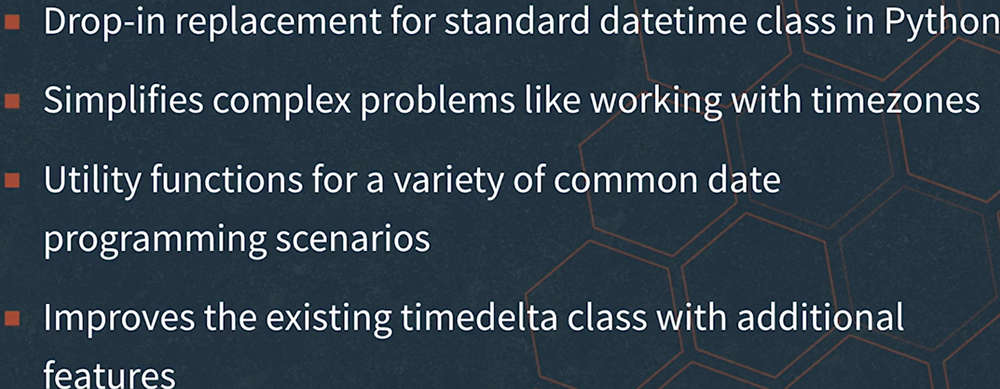 Drop-in replacement for standard datetime class in Python
Simplifies complex problems like working with timezones
Utility functions for a variety of common date
programming scenarios
Improves the existing timedelta class with additional
features